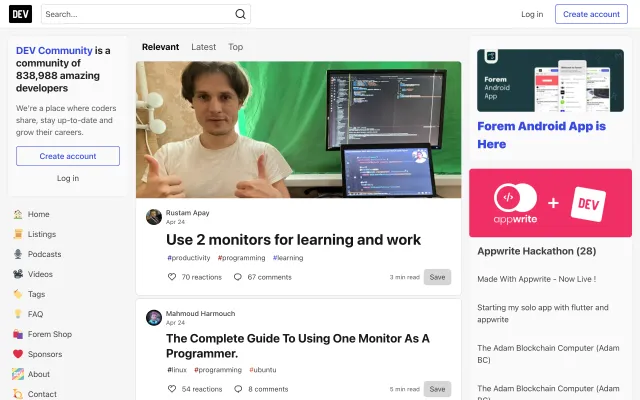 DEV
Search...
Log in
Create account
DEV Community is a
community of
838,988 amazing
developers
We're a place where coders
share, stay up-to-date and
grow their careers.
Create account
Log in
Home
Listings
Podcasts
Videos
Tags
FAQ
Forem Shop
Sponsors
About
Contact
Relevant
Latest
Top
Rustam Apay
Apr 24
Use 2 monitors for learning and work
#productivity #programming #learning
70 reactions
67 comments
3 min read
Save
Mahmoud Harmouch
Apr 24
The Complete Guide To Using One Monitor As A
Programmer.
#linux #programming #ubuntu
54 reactions
8 comments
5 min read
Save
Forem
Android
App
Forem Android App is
Here
appwrite
+
DEV
Appwrite Hackathon (28)
Made With Appwrite - Now Live !
Starting my solo app with flutter and
appwrite
The Adam Blockchain Computer (Adam
BC)
The Adam Blockchain Computer (Adam